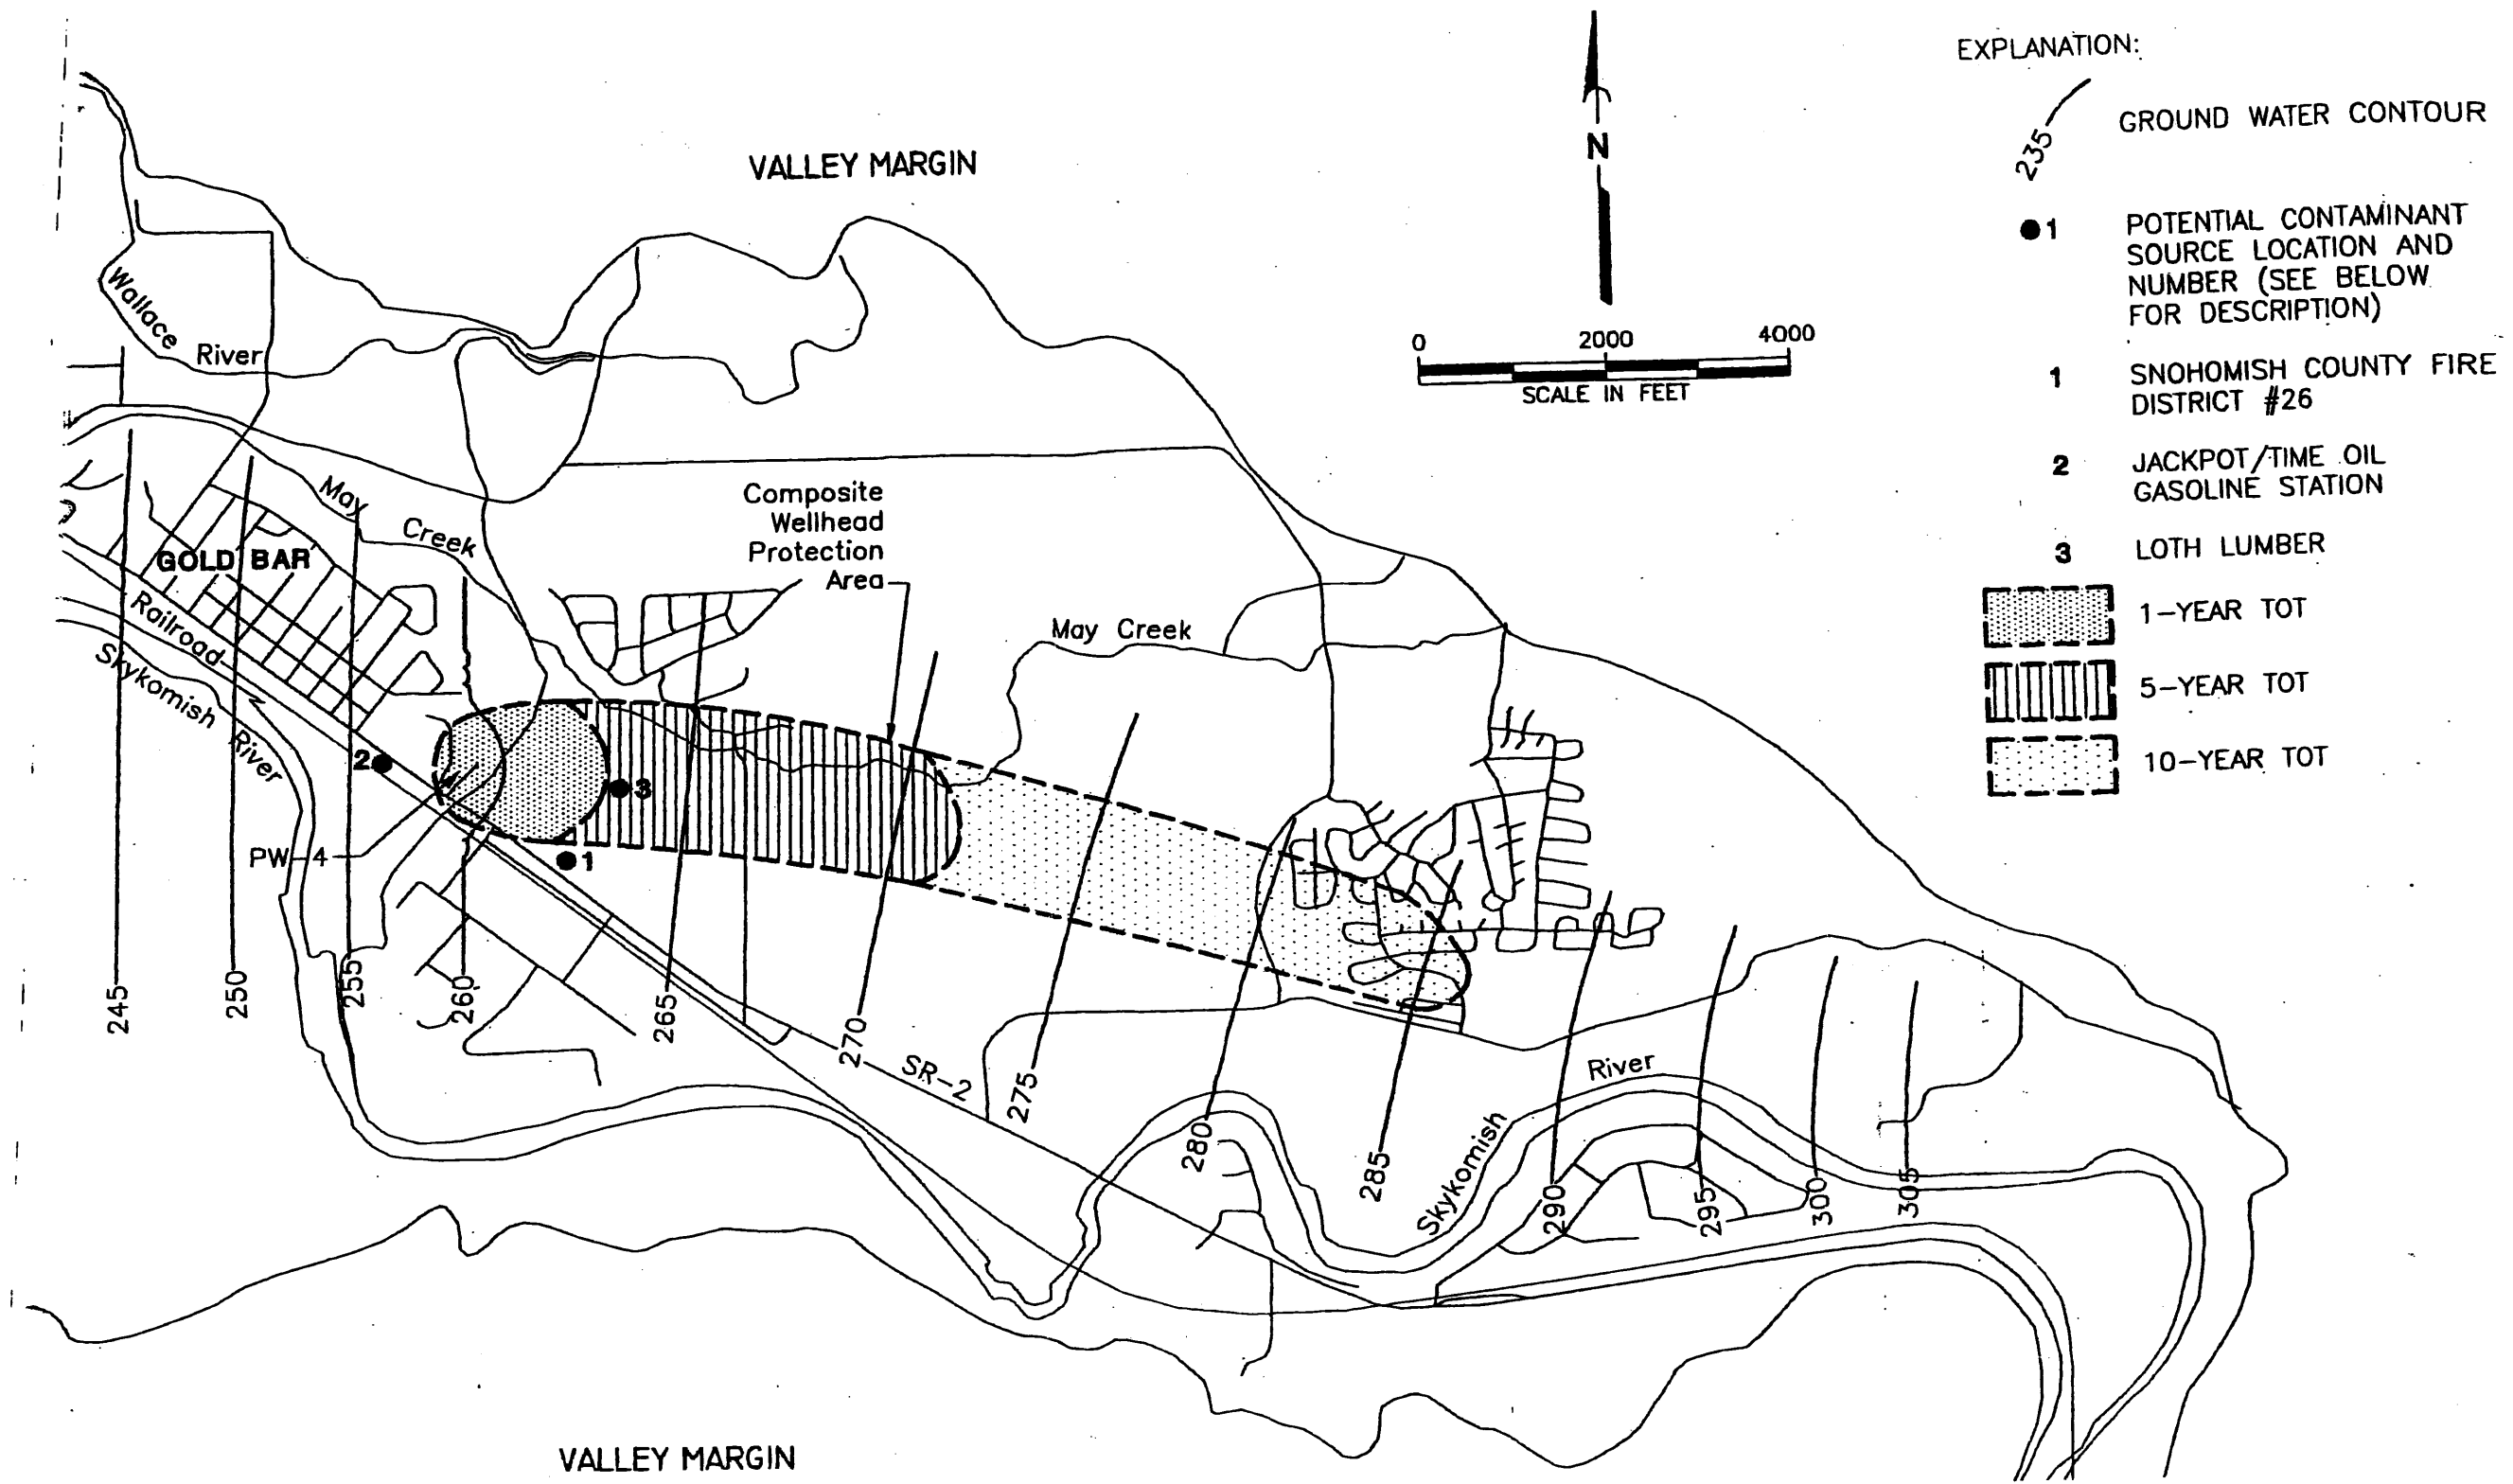 EXPLANATION:
235
GROUND WATER CONTOUR
1
POTENTIAL CONTAMINANT
SOURCE LOCATION AND
NUMBER (SEE BELOW
FOR DESCRIPTION)
1
SNOHOMISH COUNTY FIRE
DISTRICT #26
2
JACKPOT/TIME OIL
GASOLINE STATION
3
LOTH LUMBER
1-YEAR TOT
5-YEAR TOT
10-YEAR TOT
N
0 2000 4000
SCALE IN FEET
VALLEY MARGIN
Wallace River
May Creek
GOLD BAR
Railroad
Skykomish River
Composite
Wellhead
Protection
Area
May Creek
2
3
1
PW-4
245
250
255
260
265
270
SR-2
275
280
285
Skykomish River
290
295
300
305
VALLEY MARGIN